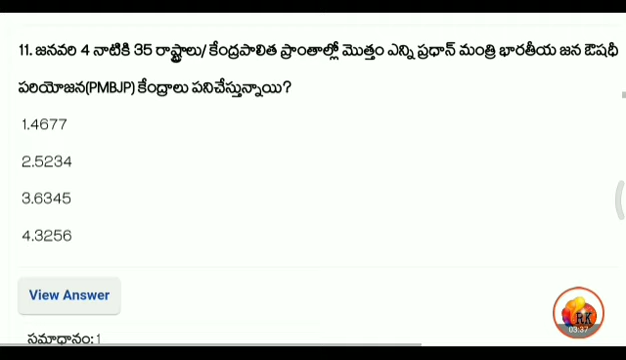 11. జనవరి 4 నాటికి 35 రాష్ట్రాలు/ కేంద్రపాలిత ప్రాంతాల్లో మొత్తం ఎన్ని ప్రధాన్ మంత్రి భారతీయ జన ఔషధీ
పరియోజన(PMBJP) కేంద్రాలు పనిచేస్తున్నాయి?
1.4677
2.5234
3.6345
4.3256
View Answer
RK
03:37
సమాధానం: 1